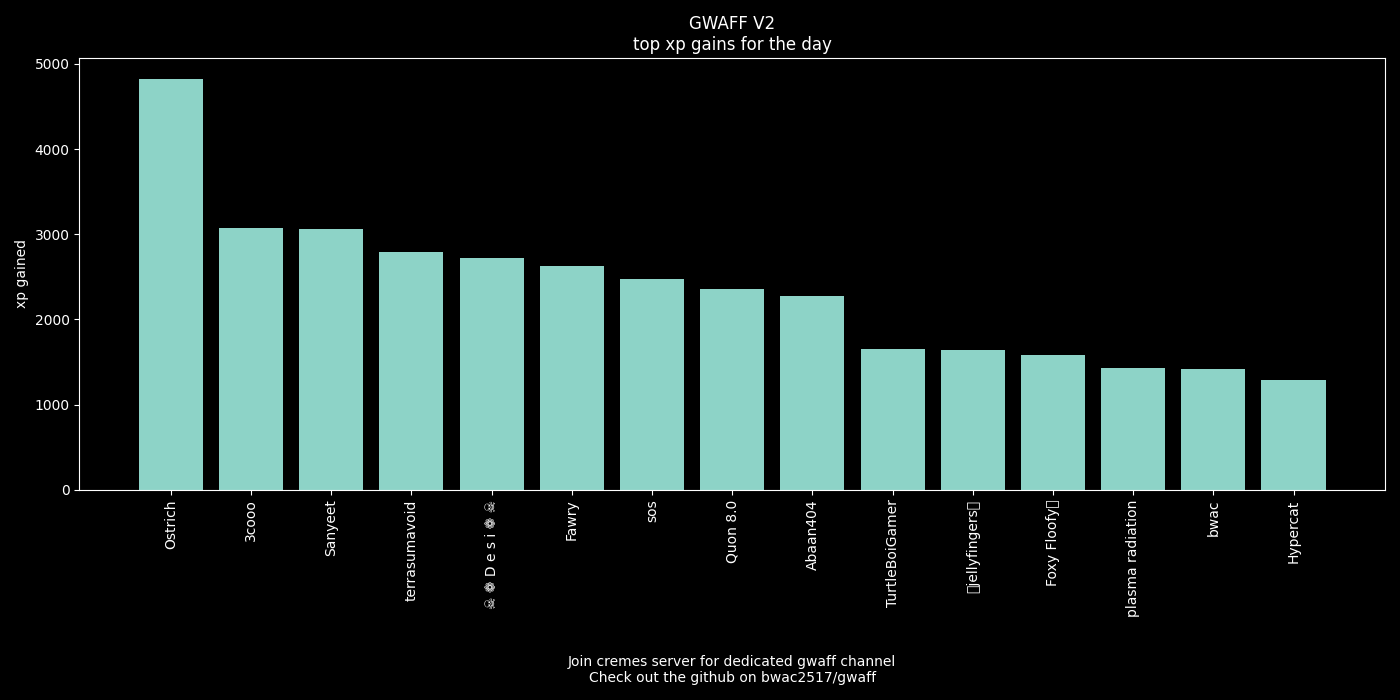 GWAFF V2
top xp gains for the day
xp gained
5000
4000
3000
2000
1000
0
Ostrich
3cooo
Sanyeet
terrasumavoid
☠ ❁ D e s i ❁ ☠
Fawry
sos
Quon 8.0
Abaan404
TurtleBoiGamer
▯jellyfingers▯
Foxy Floofy▯
plasma radiation
bwac
Hypercat
Join cremes server for dedicated gwaff channel
Check out the github on bwac2517/gwaff